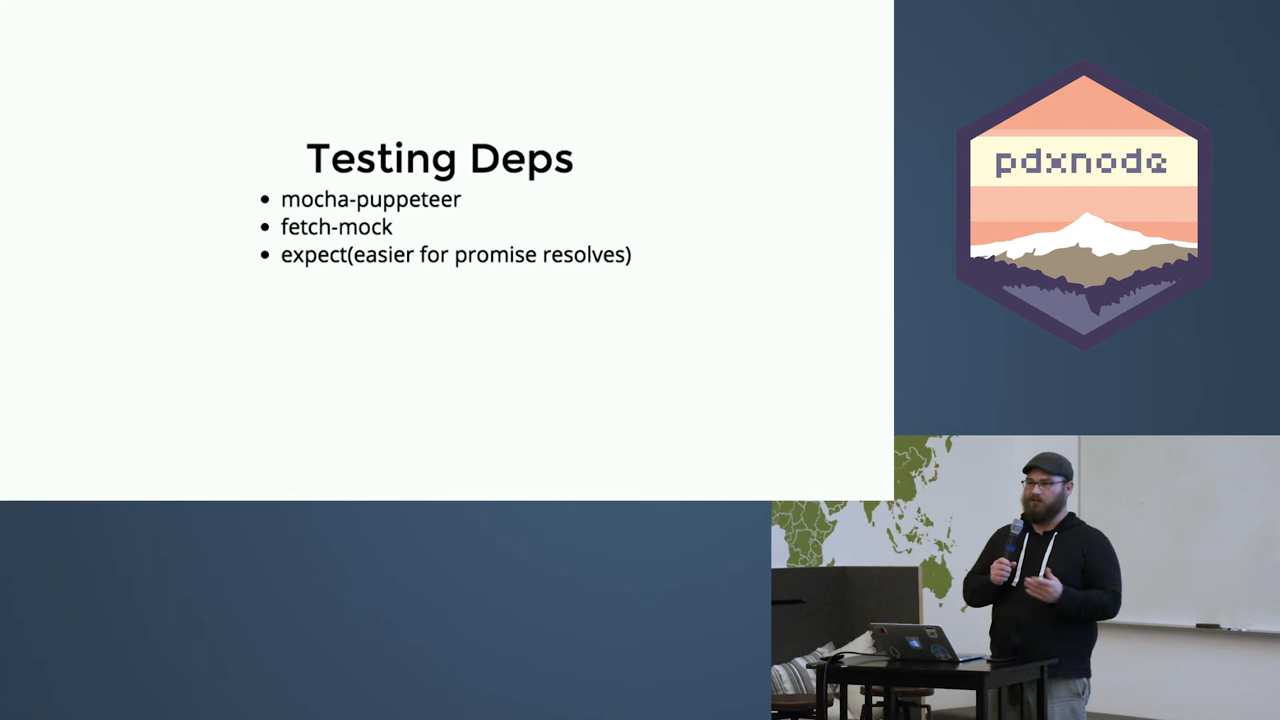 Testing Deps
mocha-puppeteer
fetch-mock
expect(easier for promise resolves)
pdxnode